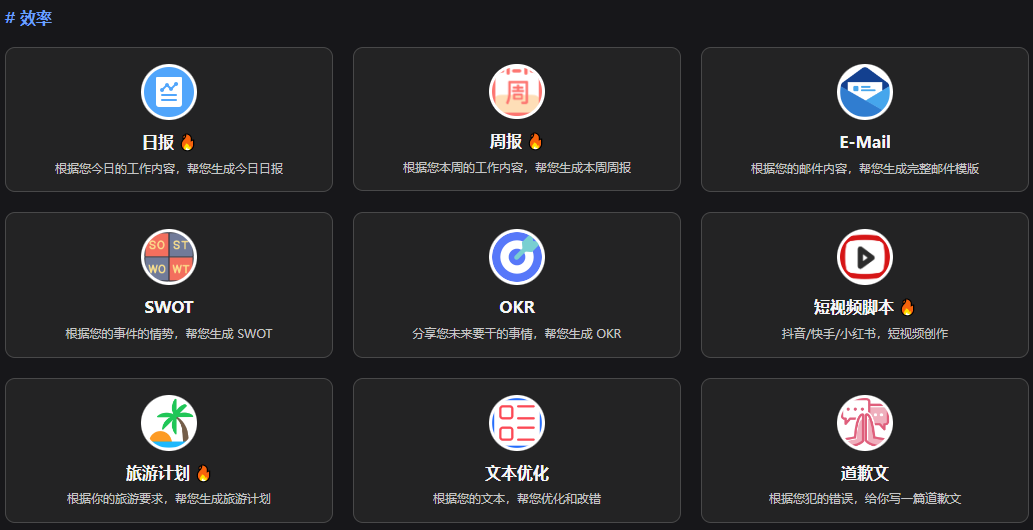 # 效率
周
日报 🔥
周报 🔥
E-Mail
根据您今日的工作内容，帮您生成今日日报
根据您本周的工作内容，帮您生成本周周报
根据您的邮件内容，帮您生成完整邮件模版
SO ST
WO WT
SWOT
OKR
短视频脚本 🔥
根据您的事件的情势，帮您生成 SWOT
分享您未来要干的事情，帮您生成 OKR
抖音/快手/小红书，短视频创作
旅游计划 🔥
文本优化
道歉文
根据你的旅游要求，帮您生成旅游计划
根据您的文本，帮您优化和改错
根据您犯的错误，给你写一篇道歉文